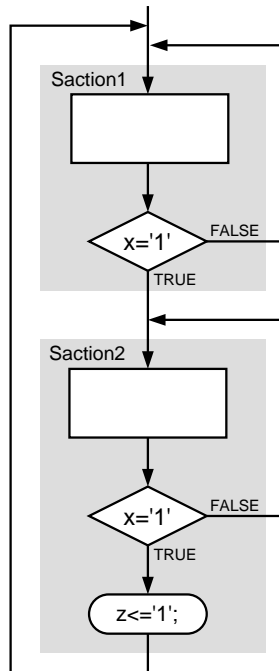 Saction1
x='1'
FALSE
TRUE
Saction2
x='1'
FALSE
TRUE
z<='1';